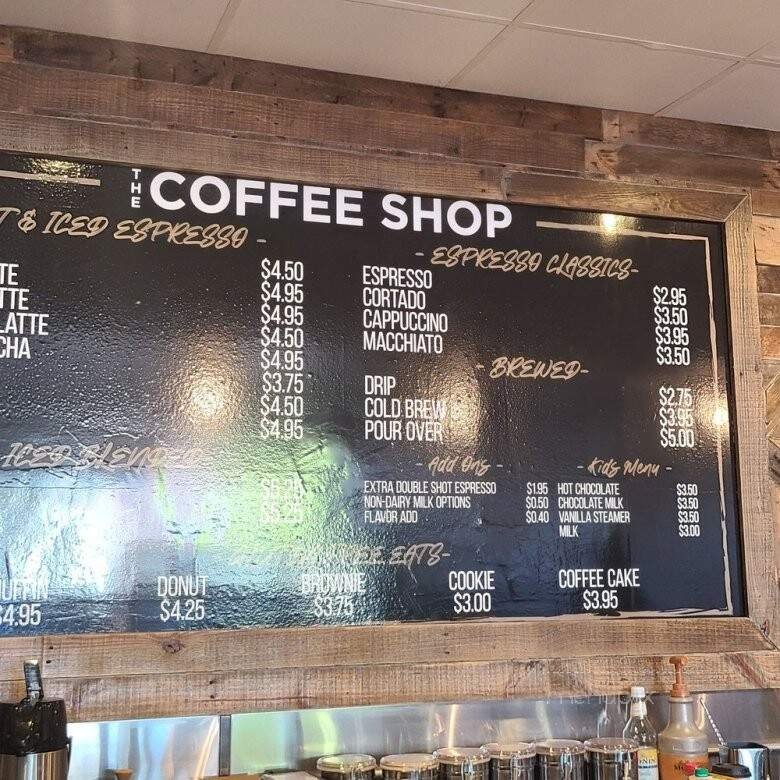 THE COFFEE SHOP
T & ICED ESPRESSO -
TE $4.50
TTE $4.95
LATTE $4.95
CHA $4.50
$4.95
$3.75
$4.50
$4.95
ICED BLENDED
$5.25
$5.25
- ESPRESSO CLASSICS-
ESPRESSO $2.95
CORTADO $3.50
CAPPUCCINO $3.95
MACCHIATO $3.50
- BREWED-
DRIP $2.75
COLD BREW $3.95
POUR OVER $5.00
- Add Ons -
EXTRA DOUBLE SHOT ESPRESSO $1.95
NON-DAIRY MILK OPTIONS $0.50
FLAVOR ADD $0.40
- Kids Menu -
HOT CHOCOLATE $3.50
CHOCOLATE MILK $3.50
VANILLA STEAMER $3.50
MILK $3.00
EATS-
MUFFIN DONUT BROWNIE COOKIE COFFEE CAKE
$4.95 $4.25 $3.75 $3.00 $3.95